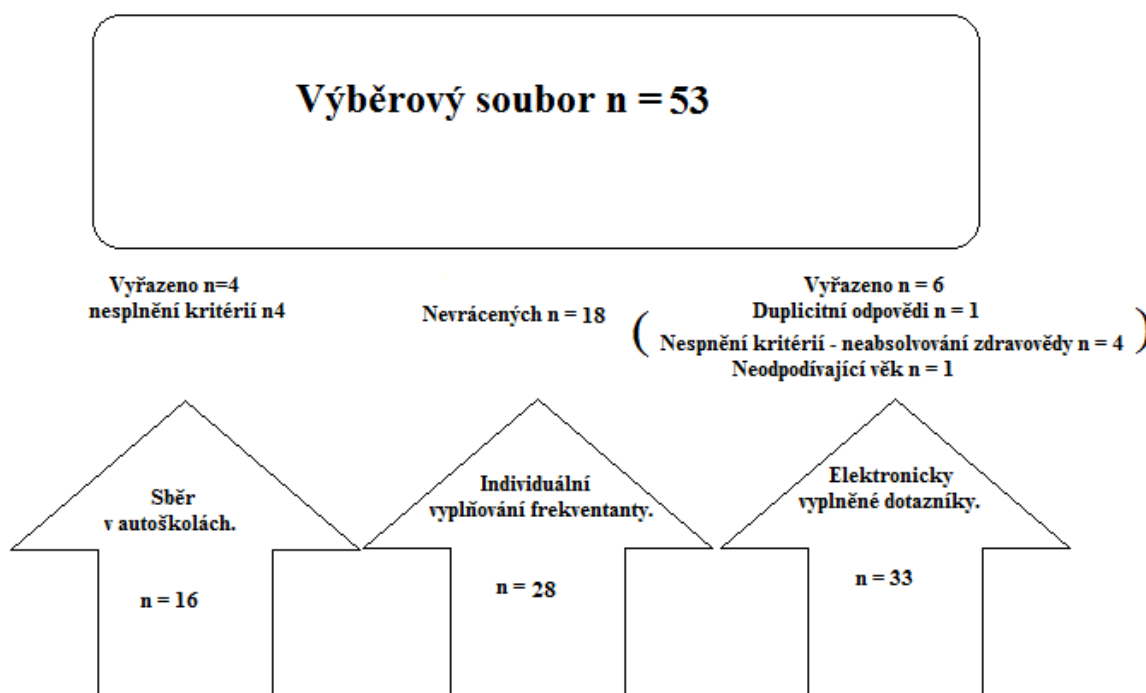 Výběrový soubor n = 53
Vyřazeno n=4
nesplnění kritérií n4
Nevrácených n = 18
Vyřazeno n = 6
Duplicitní odpovědi n = 1
( Nespnění kritérií - neabsolvování zdravovědy n = 4 )
Neodpodívající věk n = 1
Sběr
v autoškolách.
n = 16
Individuální
vyplňování frekventanty.
n = 28
Elektronicky
vyplněné dotazníky.
n = 33